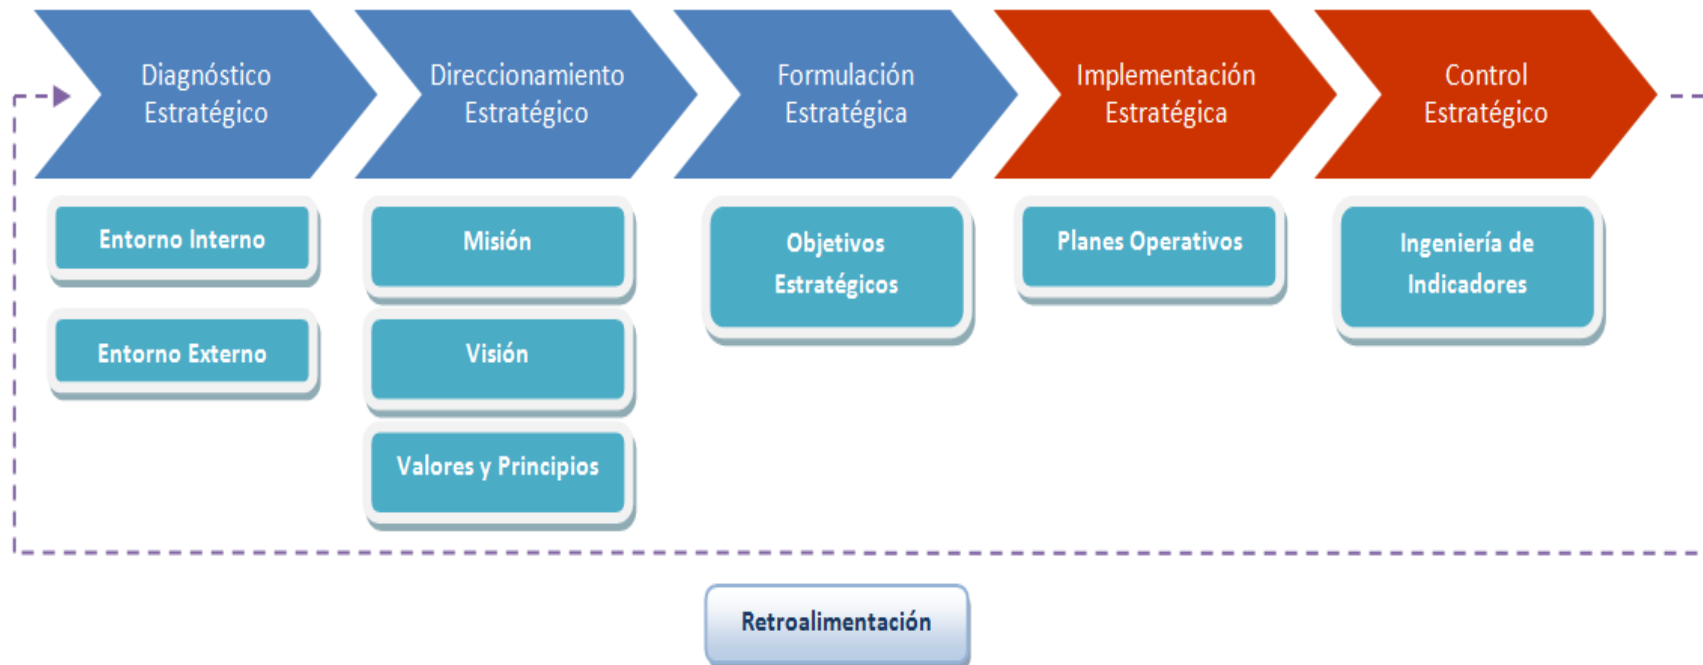 Diagnóstico
Estratégico
Direccionamiento
Estratégico
Formulación
Estratégica
Implementación
Estratégica
Control
Estratégico
Entorno Interno
Entorno Externo
Misión
Visión
Valores y Principios
Objetivos
Estratégicos
Planes Operativos
Ingeniería de
Indicadores
Retroalimentación